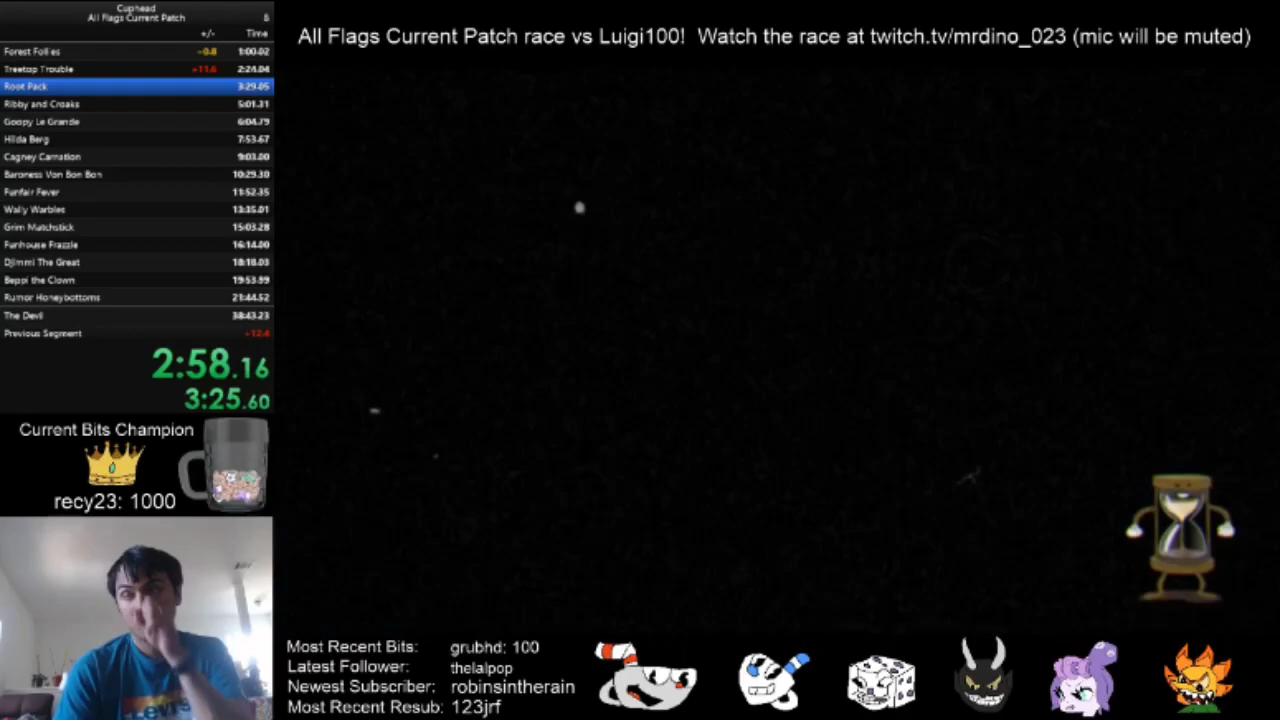 Cuphead
All Flags Current Patch 8
+/- Time
Forest Follies -0.8 1:00.02
Treetop Trouble +11.6 2:24.04
Root Pack 3:29.05
Ribby and Croaks 5:01.31
Goopy Le Grande 6:04.79
Hilda Berg 7:53.67
Cagney Carnation 9:03.00
Baroness Von Bon Bon 10:29.30
Funfair Fever 11:52.35
Wally Warbles 13:35.01
Grim Matchstick 15:03.28
Funhouse Frazzle 16:14.00
Djimmi The Great 18:18.03
Beppi the Clown 19:53.99
Rumor Honeybottoms 21:44.52
The Devil 38:43.23
Previous Segment +12.4
2:58.16
3:25.60
All Flags Current Patch race vs Luigi100! Watch the race at twitch.tv/mrdino_023 (mic will be muted)
Current Bits Champion
recy23: 1000
Most Recent Bits: grubhd: 100
Latest Follower: thelalpop
Newest Subscriber: robinsintherain
Most Recent Resub: 123jrf